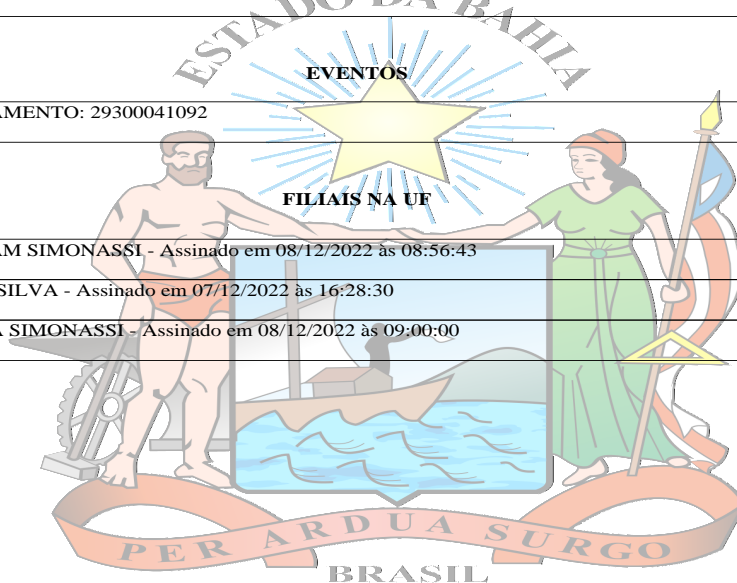 ESTADO DA BAHIA
EVENTOS
AMENTO: 29300041092
FILIAIS NA UF
AM SIMONASSI - Assinado em 08/12/2022 às 08:56:43
SILVA - Assinado em 07/12/2022 às 16:28:30
A SIMONASSI - Assinado em 08/12/2022 às 09:00:00
PER ARDUA SURGO
BRASIL